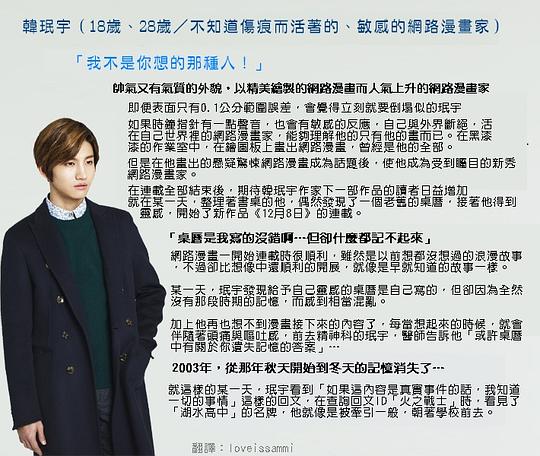 韓珉宇（18歲、28歲／不知道傷痕而活著的、敏感的網路漫畫家）
「我不是你想的那種人！」
帥氣又有氣質的外貌，以精美繪製的網路漫畫而人氣上升的網路漫畫家
即便表面只有0.1公分範圍誤差，會覺得立刻就要倒塌似的珉宇
如果時鐘指針有一點聲音，也會有敏感的反應，自己與外界斷絕，活
在自己世界裡的網路漫畫家，能夠理解他的只有他的畫而已。在黑漆
漆的作業室中，在繪圖板上畫出網路漫畫，曾經是他的全部。
但是在他畫出的懸疑驚悚網路漫畫成為話題後，使他成為受到矚目的新秀
網路漫畫家。
在連載全部結束後，期待韓珉宇作家下一部作品的讀者日益增加
就在某一天，整理著書桌的他，偶然發現了一個老舊的桌曆，接著他得到
靈感，開始了新作品《12月8日》的連載。
「桌曆是我寫的沒錯啊…但卻什麼都記不起來」
網路漫畫一開始連載時很順利，雖然是以前想都沒想過的浪漫故事
，不過卻比想像中還順利的開展，就像是早就知道的故事一樣。
某一天，珉宇發現給予自己靈感的桌曆是自己寫的，但卻因為全然
沒有那段時期的記憶，而感到相當混亂。
加上他再也想不到漫畫接下來的內容了，每當想起來的時候，就會
伴隨著頭痛與嘔吐感，前去精神科的珉宇，醫師告訴他「或許桌曆
中有關於你遺失記憶的答案」…
2003年，從那年秋天開始到冬天的記憶消失了…
就這樣的某一天，珉宇看到「如果這內容是真實事件的話，我知道
一切的事情」這樣的回文，在查詢回文ID「火之戰士」時，看見了
「湖水高中」的名牌，他就像是被牽引一般，朝著學校前去。
翻譯：loveissammi